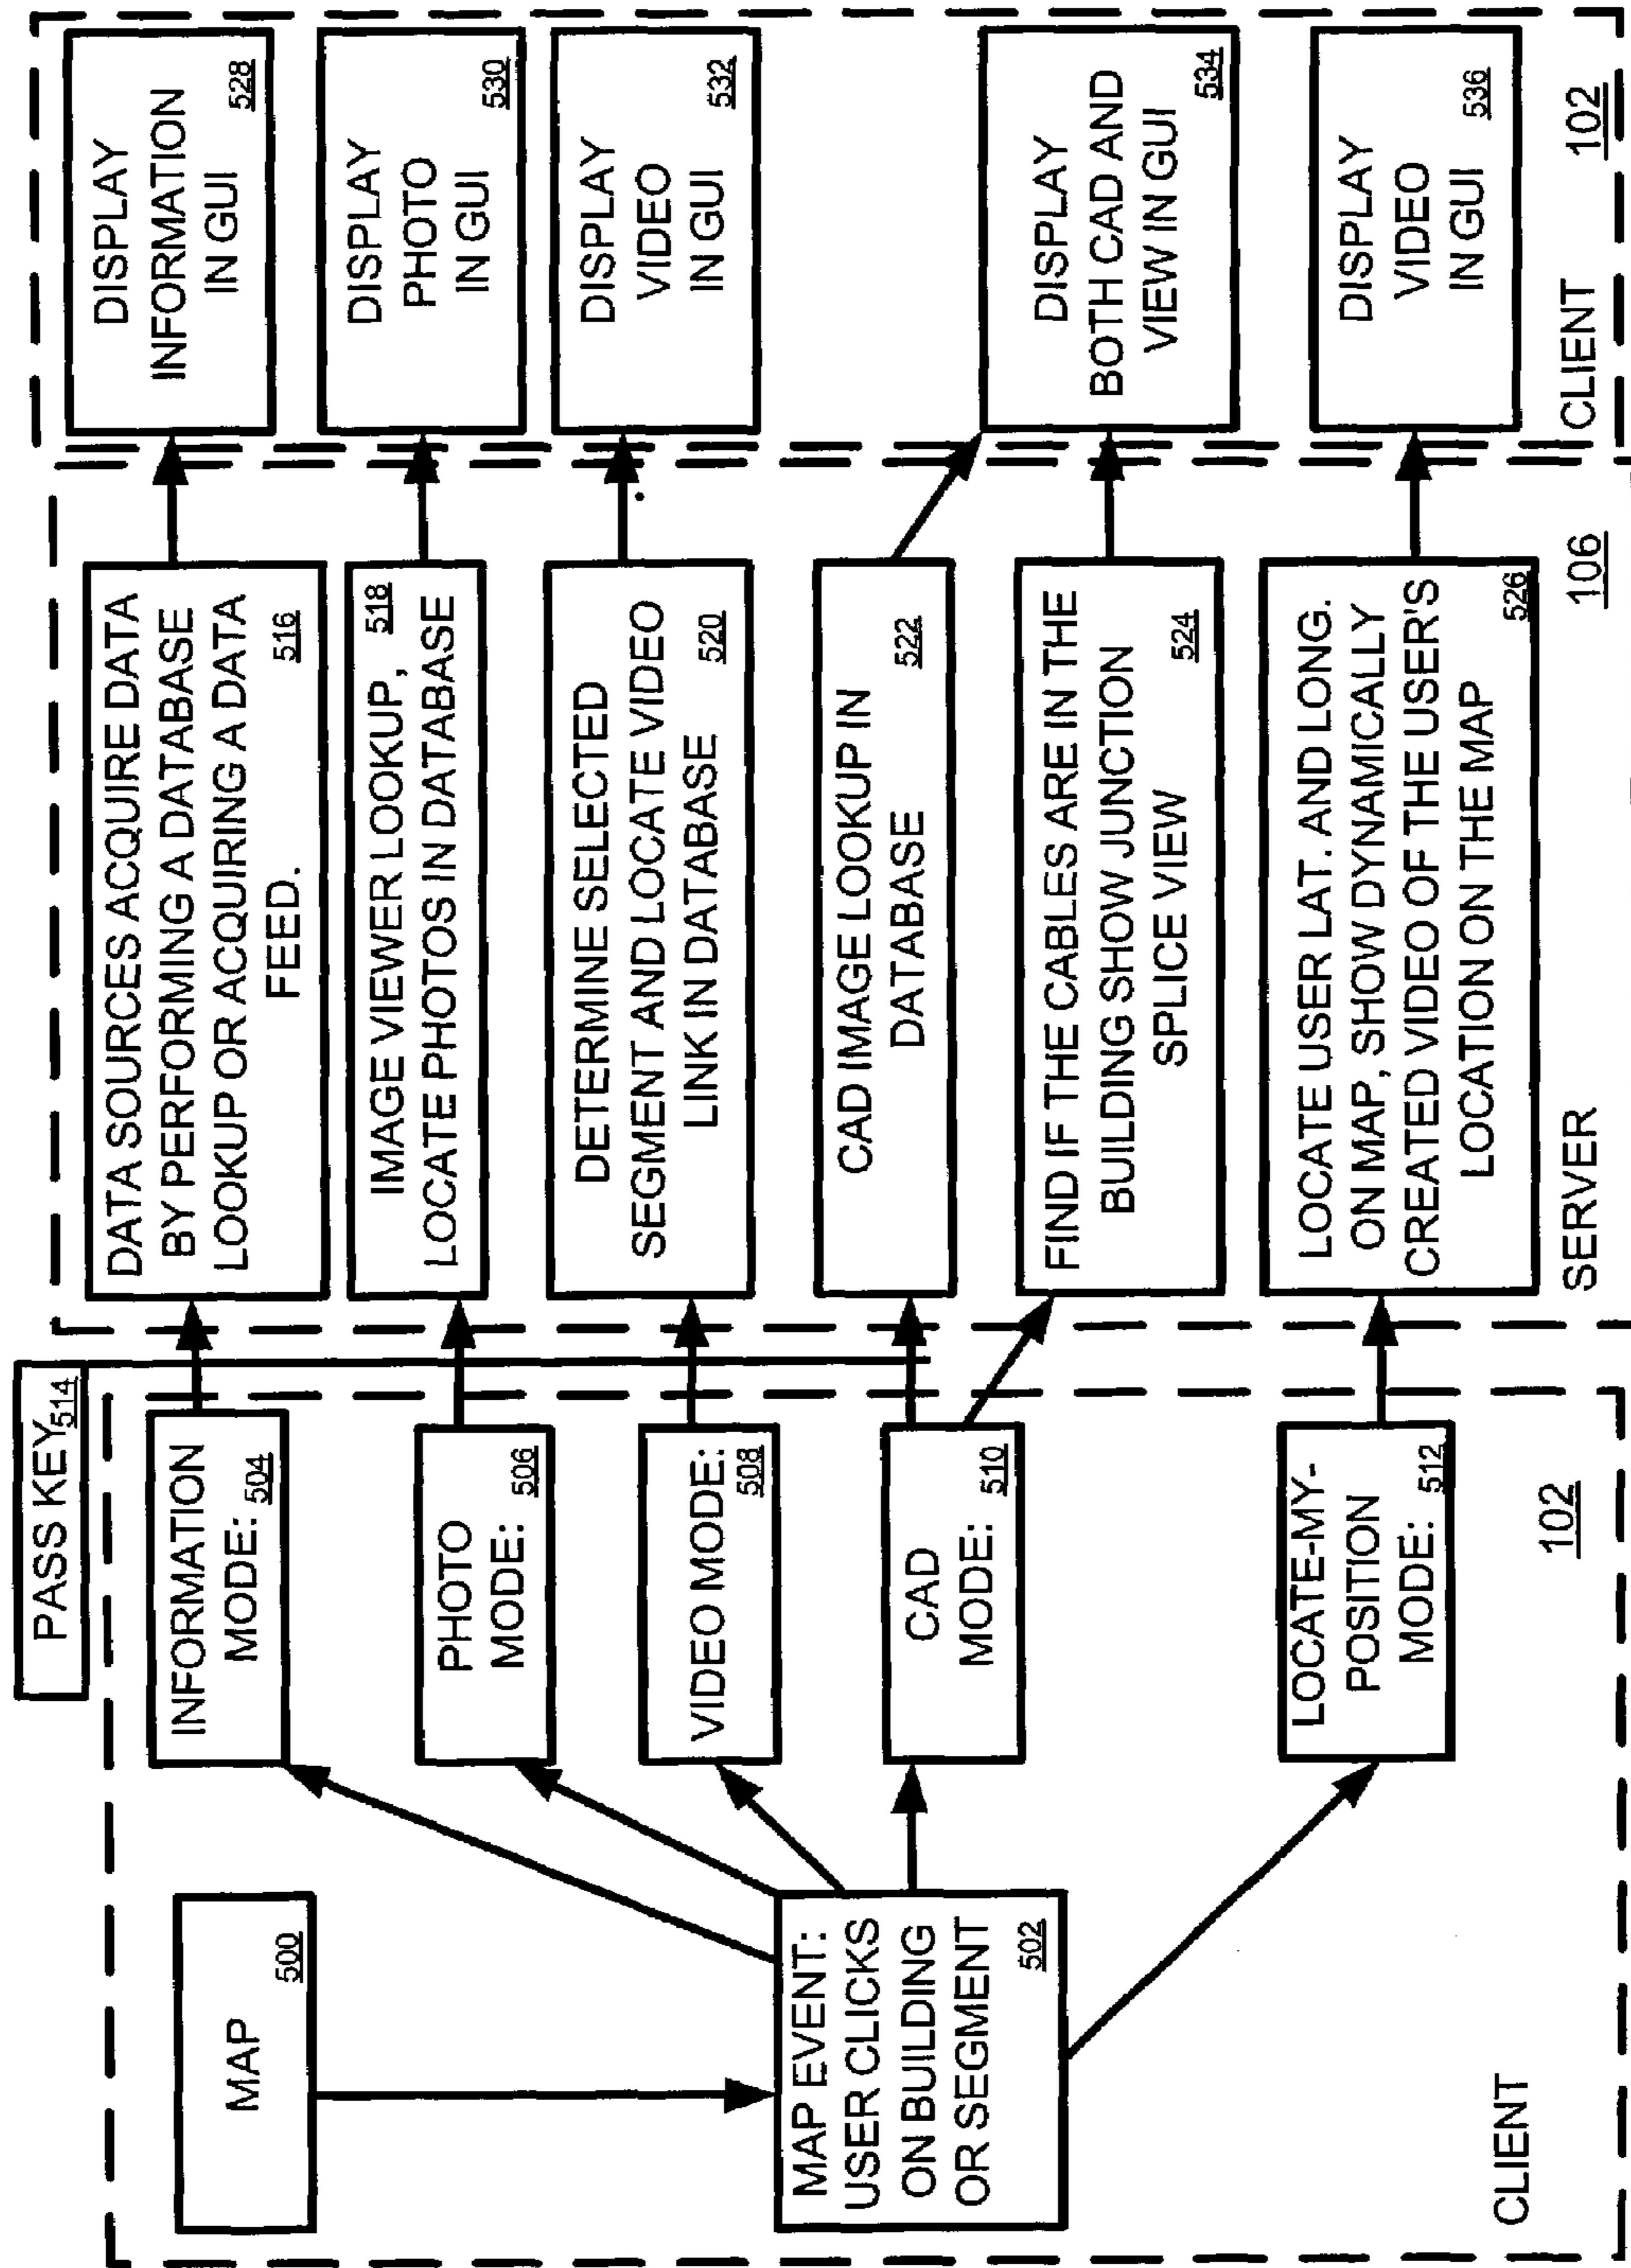 PASS KEY
514
MAP
500
MAP EVENT:
USER CLICKS
ON BUILDING
OR SEGMENT
502
INFORMATION
MODE:
504
PHOTO
MODE:
506
VIDEO MODE:
508
CAD
MODE:
510
LOCATE-MY-
POSITION
MODE:
512
CLIENT
102
DATA SOURCES ACQUIRE DATA
BY PERFORMING A DATABASE
LOOKUP OR ACQUIRING A DATA
FEED.
516
IMAGE VIEWER LOOKUP,
518
LOCATE PHOTOS IN DATABASE
DETERMINE SELECTED
SEGMENT AND LOCATE VIDEO
LINK IN DATABASE
520
CAD IMAGE LOOKUP IN
DATABASE
522
FIND IF THE CABLES ARE IN THE
BUILDING SHOW JUNCTION
SPLICE VIEW
524
LOCATE USER LAT. AND LONG.
ON MAP, SHOW DYNAMICALLY
CREATED VIDEO OF THE USER'S
LOCATION ON THE MAP
526
SERVER
106
DISPLAY
INFORMATION
IN GUI
528
DISPLAY
PHOTO
IN GUI
530
DISPLAY
VIDEO
IN GUI
532
DISPLAY
BOTH CAD AND
VIEW IN GUI
534
DISPLAY
VIDEO
IN GUI
536
CLIENT
102